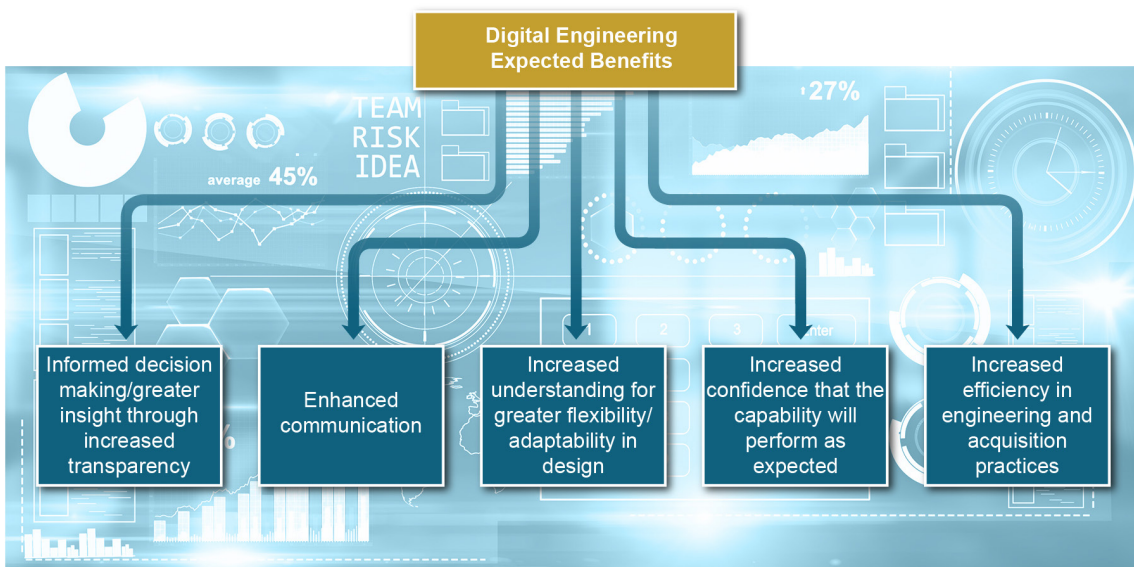 Digital Engineering
Expected Benefits
TEAM
RISK
IDEA
average 45%
27%
1
2
3
Informed decision
making/greater
insight through
increased
transparency
Enhanced
communication
Increased
understanding for
greater flexibility/
adaptability in
design
Increased
confidence that the
capability will
perform as
expected
Increased
efficiency in
engineering and
acquisition
practices
%